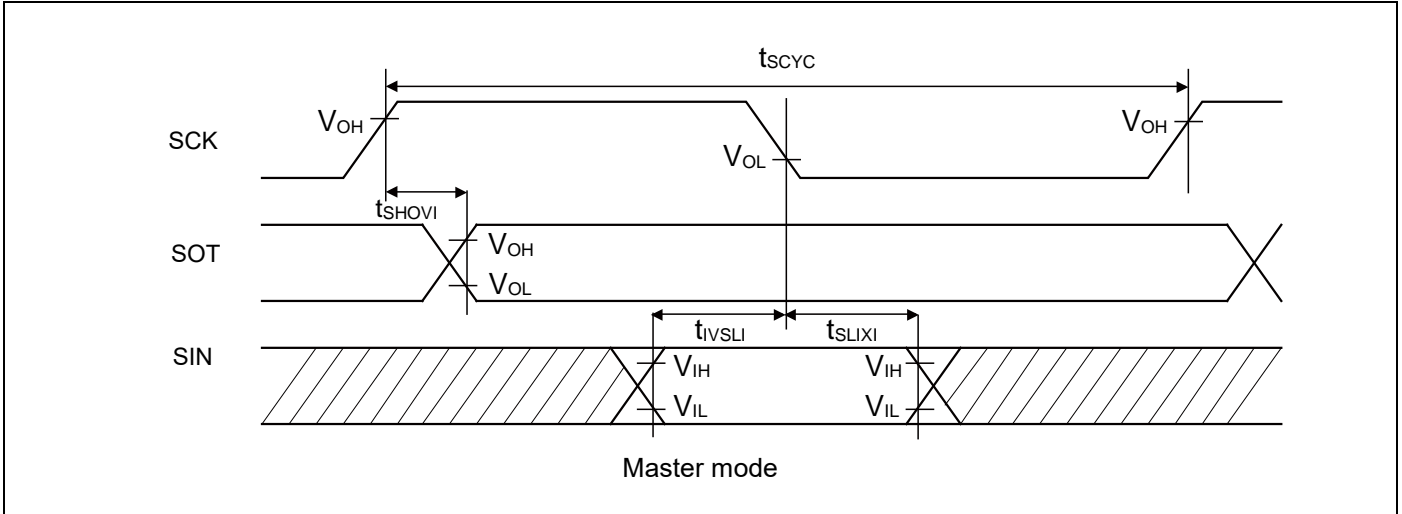 tSCYC
VOH
VOH
SCK
VOL
tSHOVI
SOT
VOH
VOL
tIVSLI
tSLIXI
SIN
VIH
VIH
VIL
VIL
Master mode